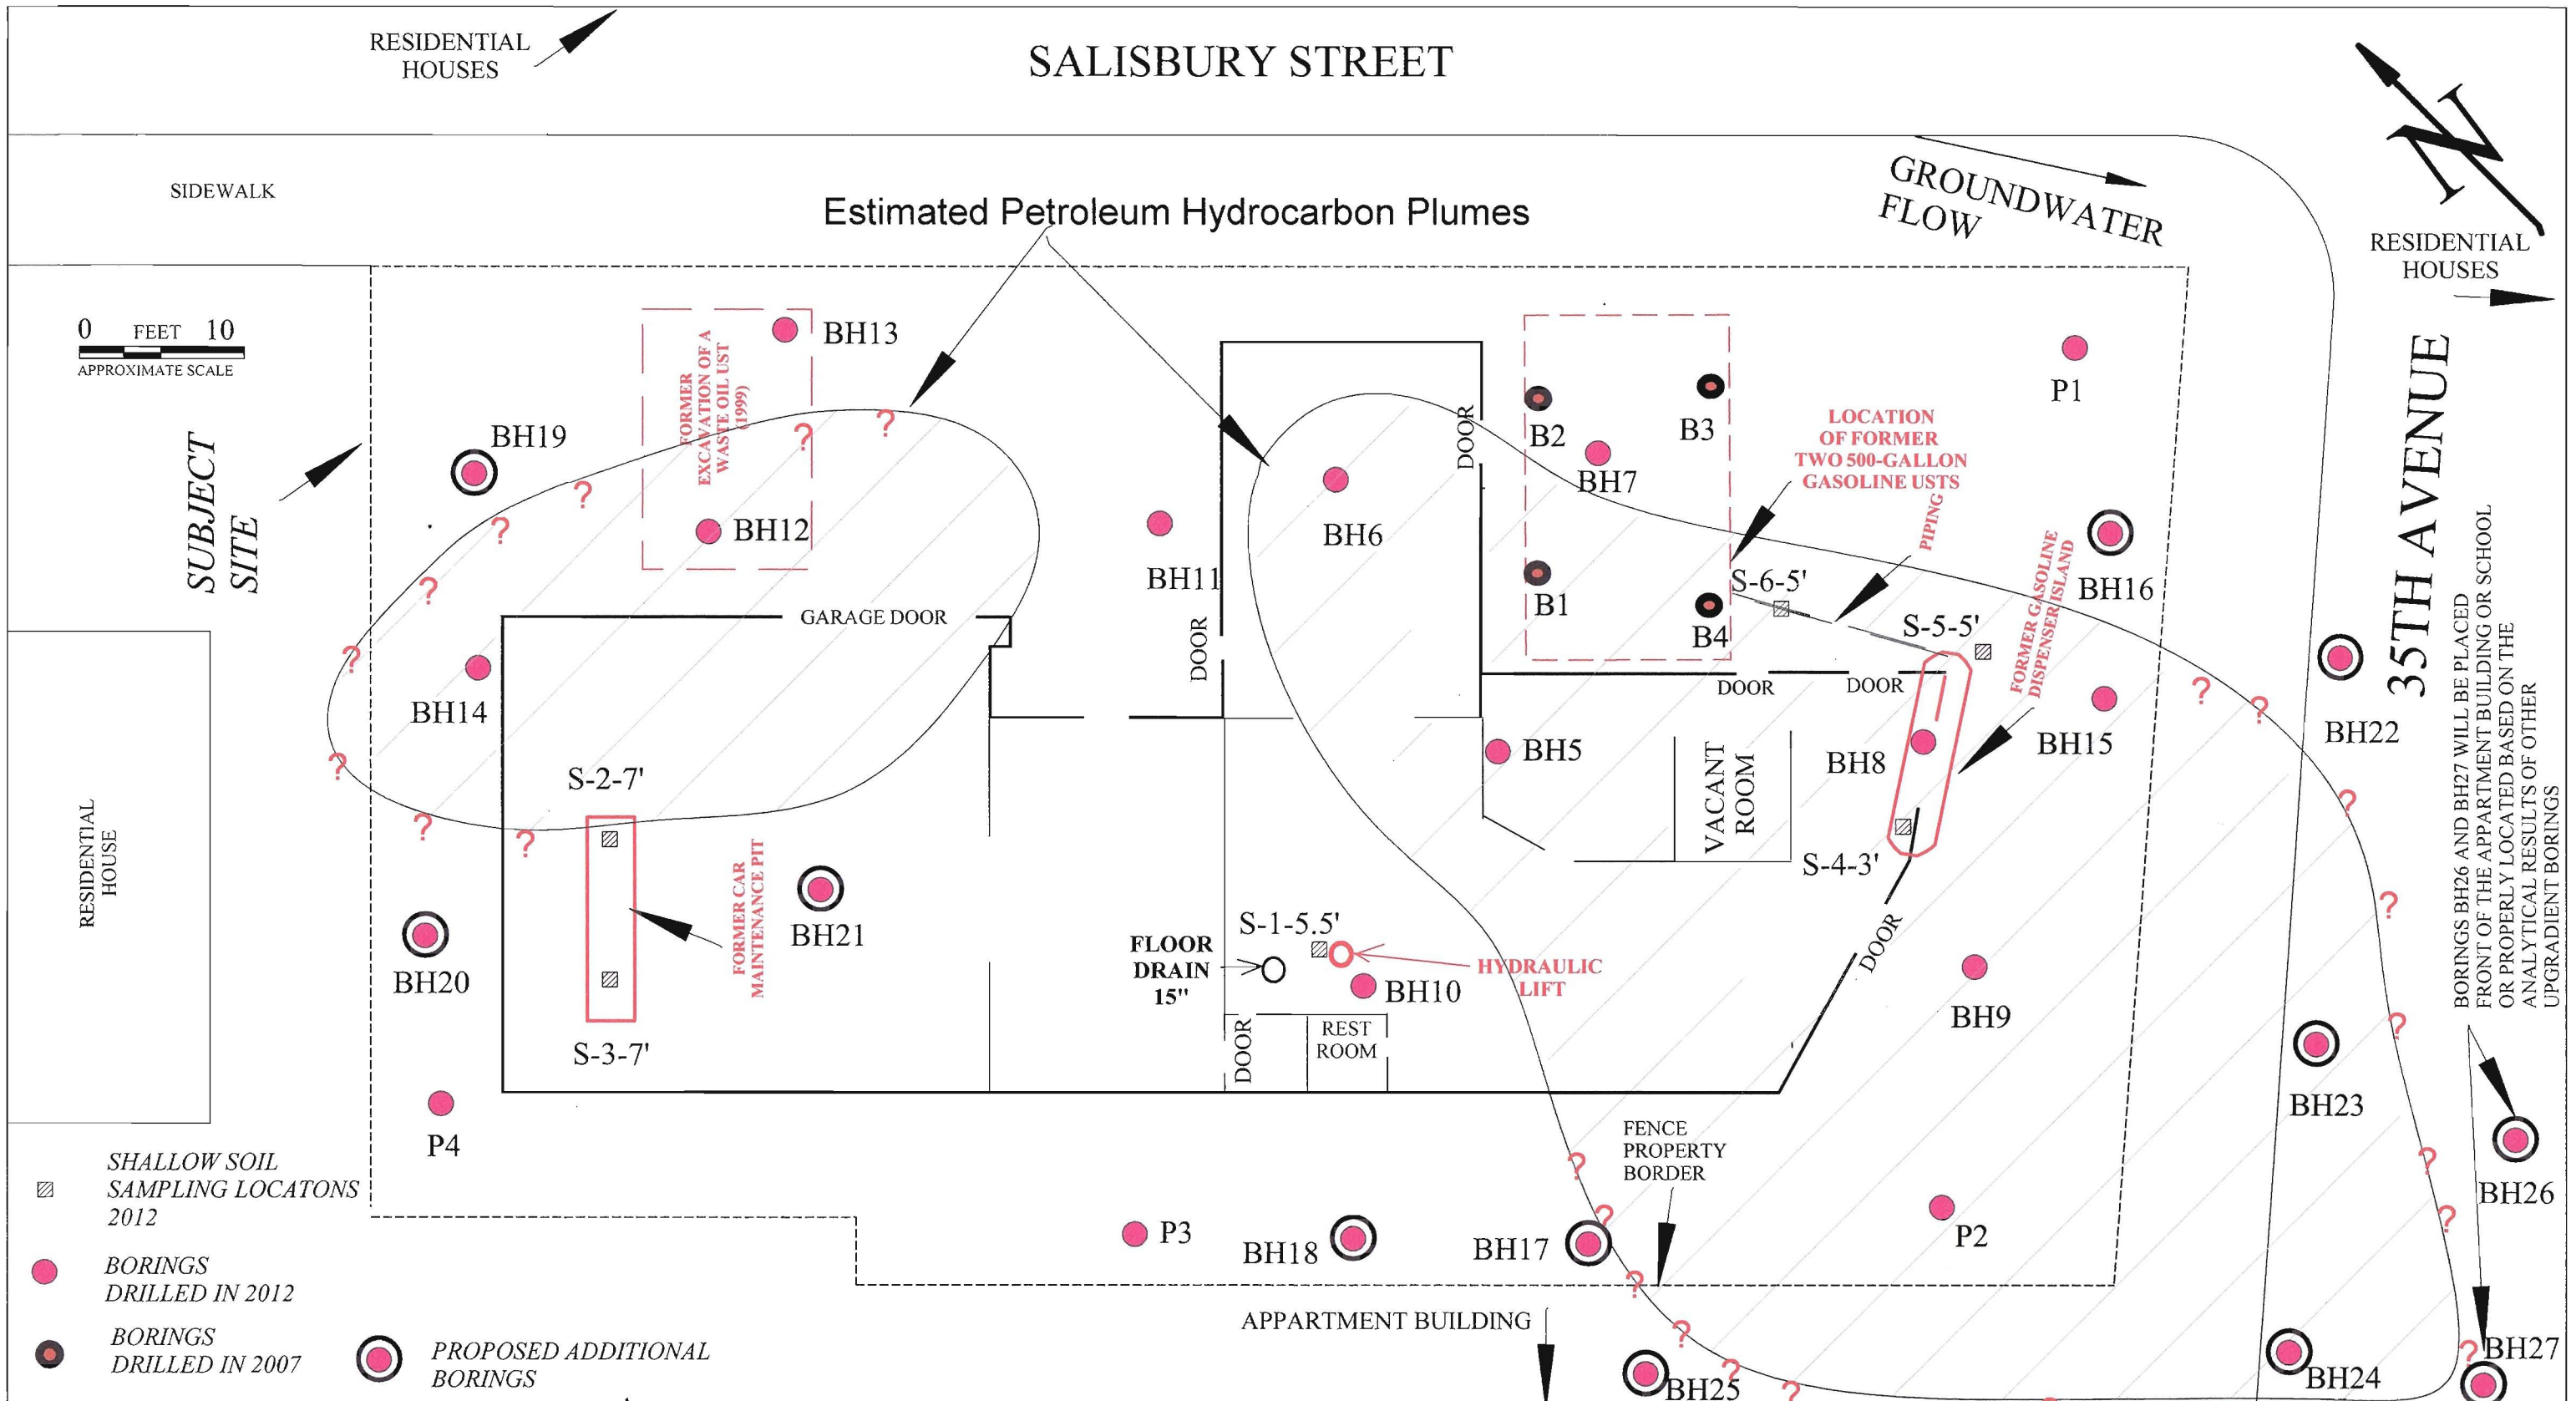 RESIDENTIAL
HOUSES
SALISBURY STREET
N
SIDEWALK
Estimated Petroleum Hydrocarbon Plumes
GROUNDWATER
FLOW
RESIDENTIAL
HOUSES
0 FEET 10
APPROXIMATE SCALE
SUBJECT
SITE
35TH AVENUE
FORMER
EXCAVATION OF A
WASTE OIL UST
(1999)
BH13
BH19
BH12
BH14
BH11
BH6
DOOR
B2
B3
BH7
B1
B4
P1
LOCATION
OF FORMER
TWO 500-GALLON
GASOLINE USTS
PIPING
FORMER GASOLINE
DISPENSER ISLAND
BH16
S-6-5'
S-5-5'
GARAGE DOOR
DOOR
DOOR
DOOR
BH5
VACANT
ROOM
BH8
BH15
BH22
S-4-3'
S-2-7'
S-3-7'
FORMER CAR
MAINTENANCE PIT
BH21
BH20
RESIDENTIAL
HOUSE
FLOOR
DRAIN
15"
S-1-5.5'
HYDRAULIC
LIFT
BH10
DOOR
REST
ROOM
DOOR
BH9
BH23
BORINGS BH26 AND BH27 WILL BE PLACED
FRONT OF THE APPARTMENT BUILDING OR SCHOOL
OR PROPERLY LOCATED BASED ON THE
ANALYTICAL RESULTS OF OTHER
UPGRADIENT BORINGS
BH26
P4
P3
BH18
BH17
FENCE
PROPERTY
BORDER
P2
APPARTMENT BUILDING
BH25
BH24
BH27
SHALLOW SOIL
SAMPLING LOCATONS
2012
BORINGS
DRILLED IN 2012
BORINGS
DRILLED IN 2007
PROPOSED ADDITIONAL
BORINGS
? ? ? ? ? ? ? ? ? ?
? ? ? ? ? ? ? ? ? ? ? ? ? ? ?